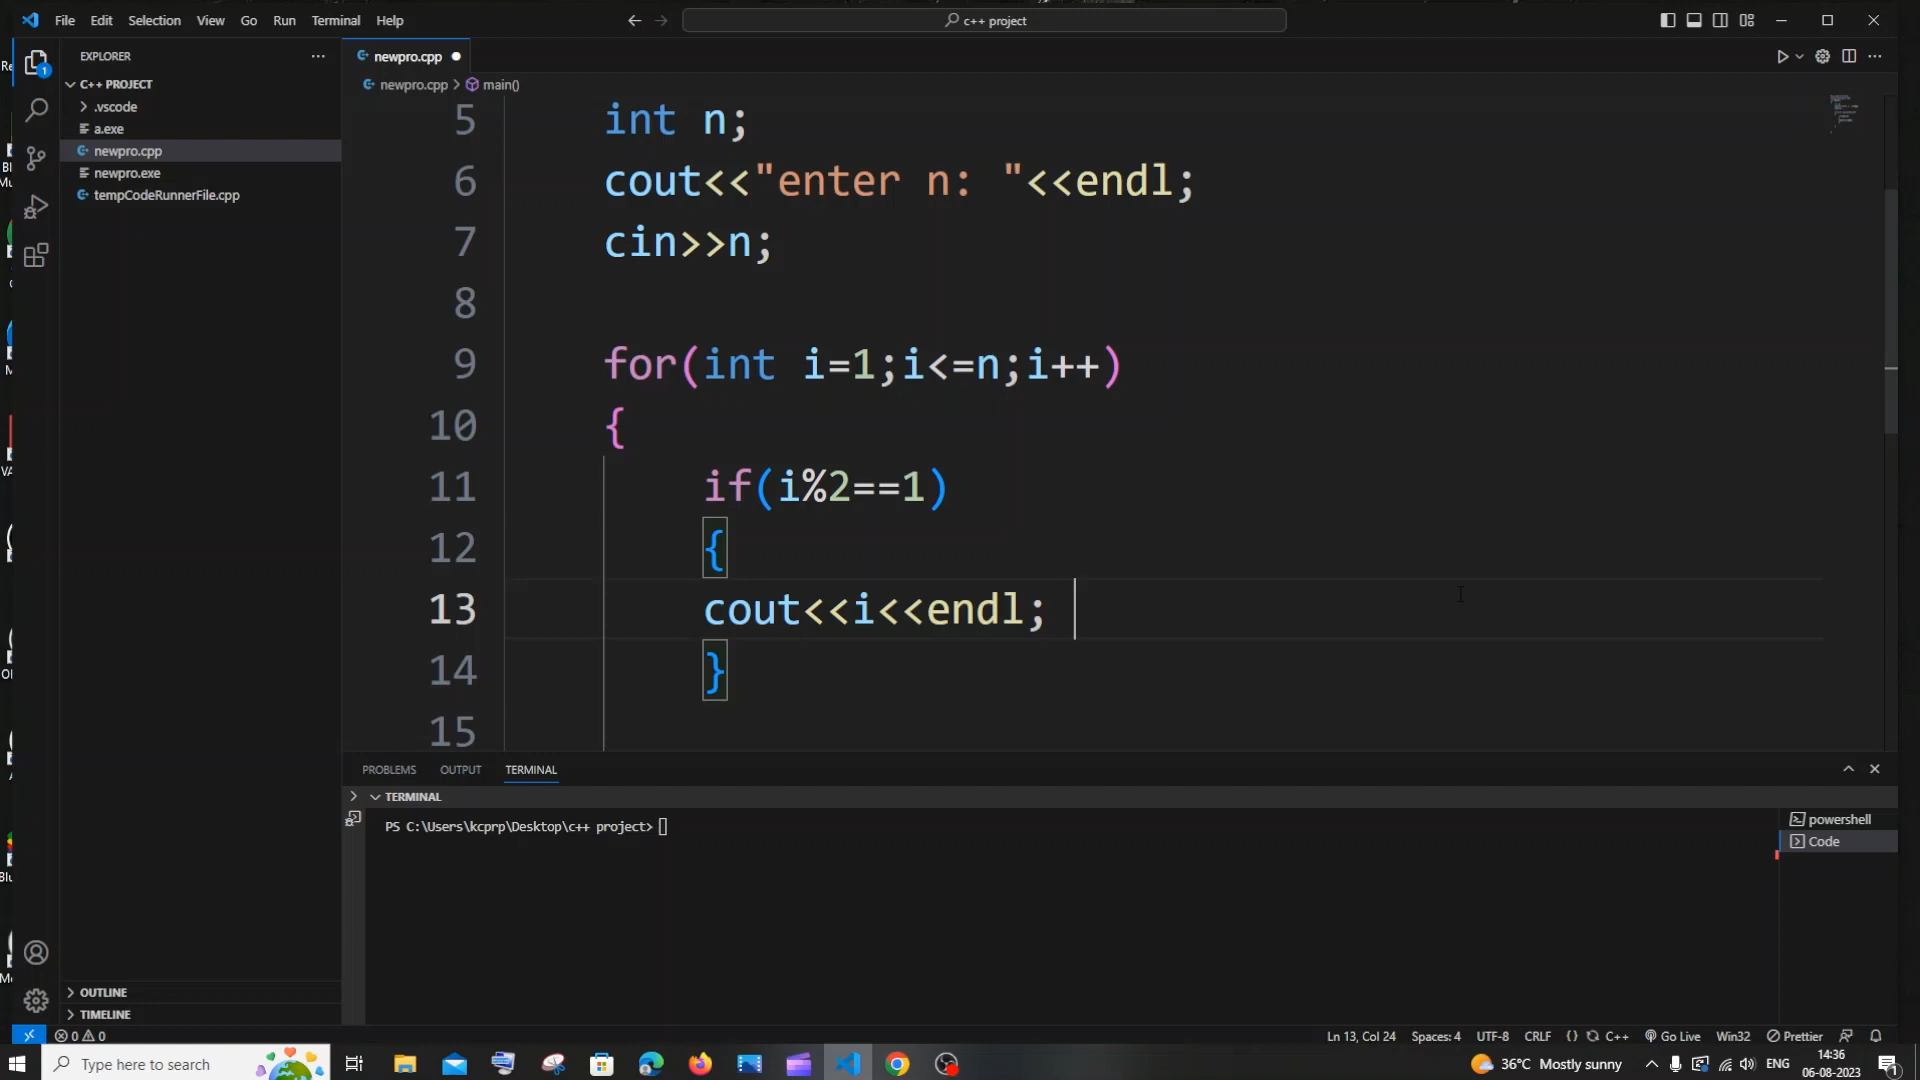 File Edit Selection View Go Run Terminal Help
c++ project
EXPLORER
C++ PROJECT
.vscode
a.exe
newpro.cpp
newpro.exe
tempCodeRunnerFile.cpp
OUTLINE
TIMELINE
newpro.cpp
newpro.cpp > main()
5 int n;
6 cout<<"enter n: "<<endl;
7 cin>>n;
8
9 for(int i=1;i<=n;i++)
10 {
11 if(i%2==1)
12 {
13 cout<<i<<endl;
14 }
15
PROBLEMS OUTPUT TERMINAL
TERMINAL
PS C:\Users\kcprp\Desktop\c++ project>
powershell
Code
0 0 Ln 13, Col 24 Spaces: 4 UTF-8 CRLF {} C++ Go Live Win32 Prettier
Type here to search
36°C Mostly sunny
ENG
14:36
06-08-2023
1